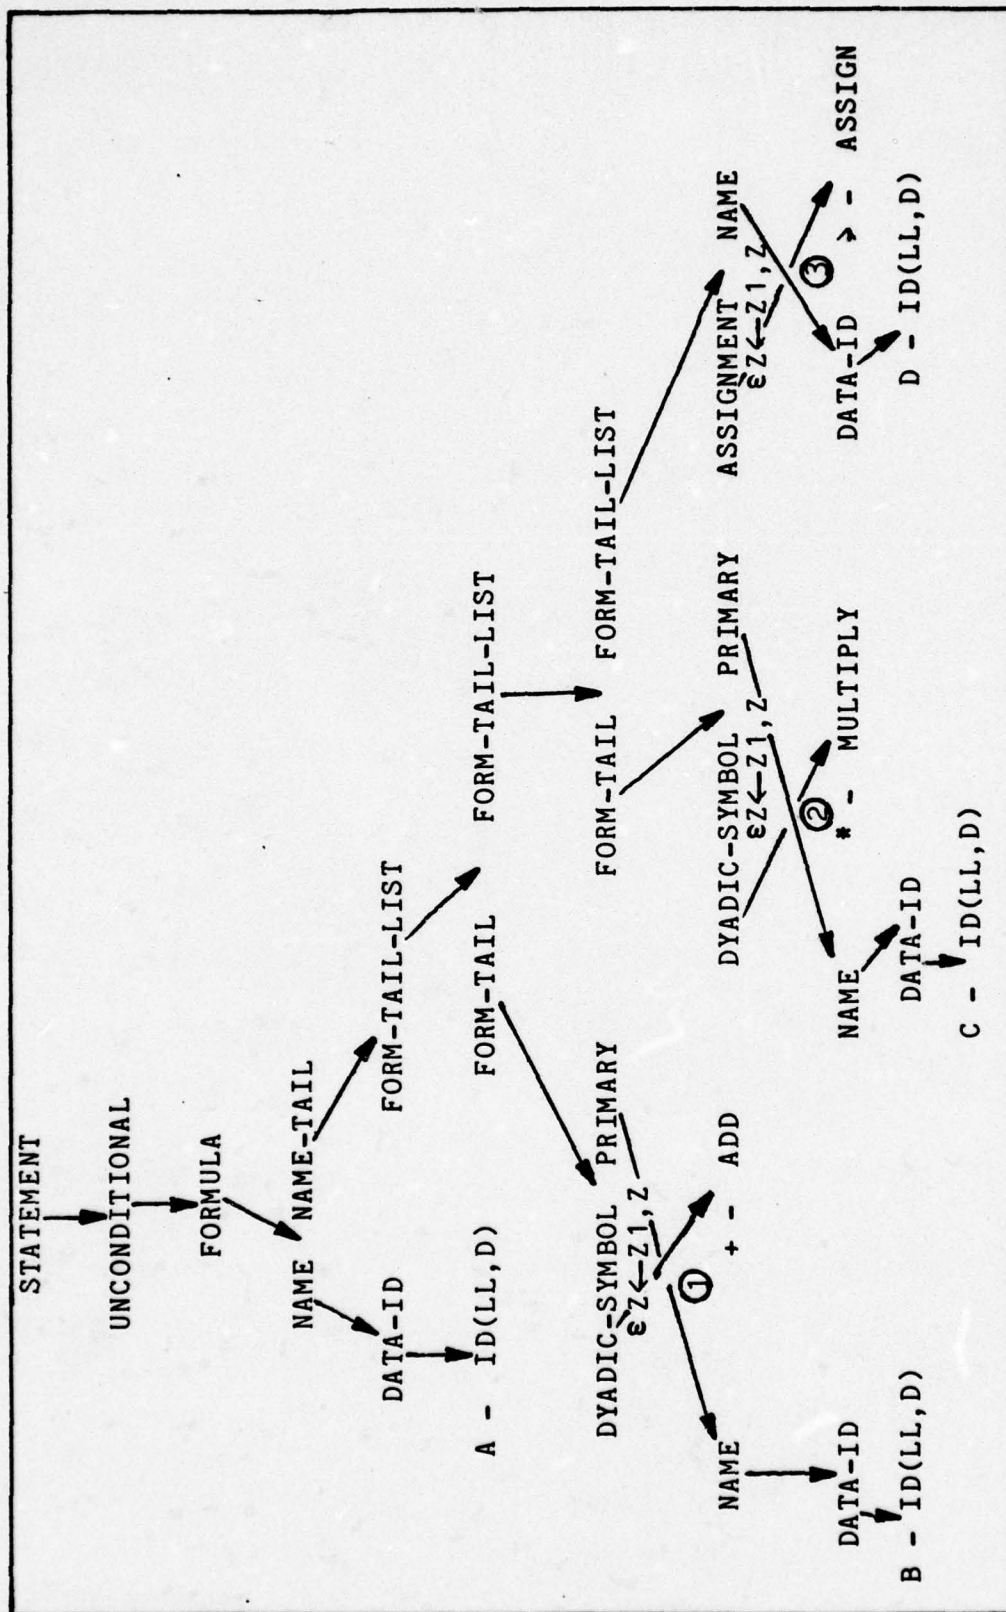 STATEMENT
UNCONDITIONAL
FORMULA
NAME NAME-TAIL
DATA-ID FORM-TAIL-LIST
A - ID(LL,D) FORM-TAIL FORM-TAIL-LIST
FORM-TAIL FORM-TAIL-LIST
DYADIC-SYMBOL PRIMARY
εZ←Z1,Z
DYADIC-SYMBOL PRIMARY
εZ←Z1,Z
ASSIGNMENT NAME
εZ←Z1,Z
NAME ① + - ADD
NAME ② * - MULTIPLY
DATA-ID ③ > - ASSIGN
DATA-ID
B - ID(LL,D)
DATA-ID
C - ID(LL,D)
D - ID(LL,D)